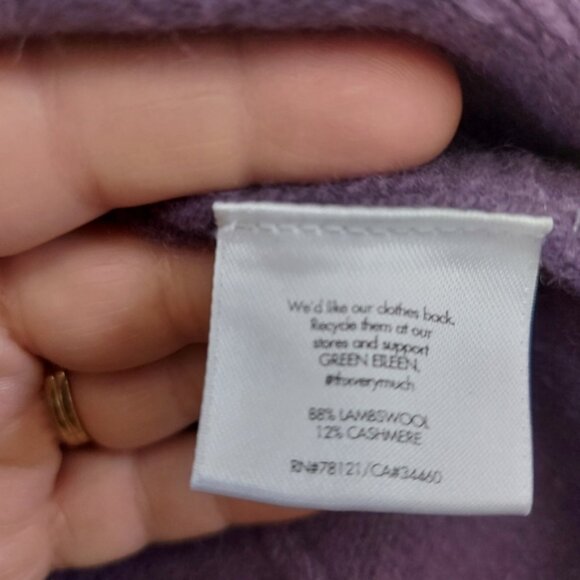 We'd like our clothes back.
Recycle them at our
stores and support
GREEN EILEEN.
#thxverymuch
88% LAMBSWOOL
12% CASHMERE
RN#78121/CA#34460